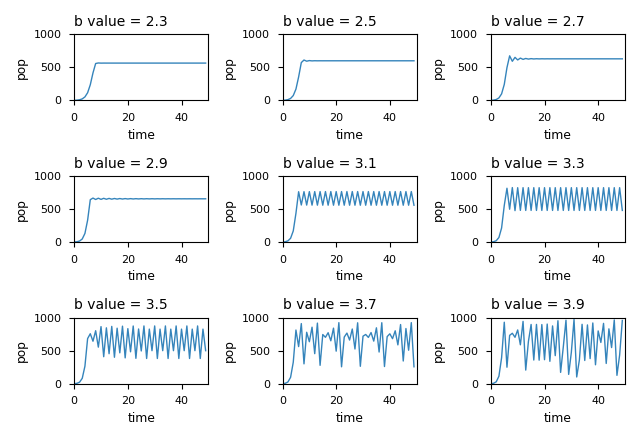 b value = 2.3 b value = 2.5 b value = 2.7
1000 1000 1000
pop pop pop
500 500 500
0 0 0
0 20 40 0 20 40 0 20 40
time time time
b value = 2.9 b value = 3.1 b value = 3.3
1000 1000 1000
pop pop pop
500 500 500
0 0 0
0 20 40 0 20 40 0 20 40
time time time
b value = 3.5 b value = 3.7 b value = 3.9
1000 1000 1000
pop pop pop
500 500 500
0 0 0
0 20 40 0 20 40 0 20 40
time time time